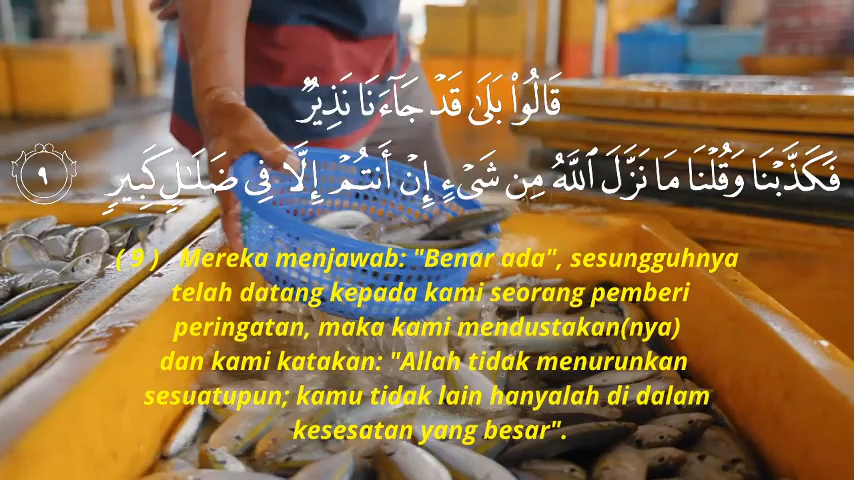 قَالُوا۟ بَلَىٰ قَدْ جَآءَنَا نَذِيرٌ
فَكَذَّبْنَا وَقُلْنَا مَا نَزَّلَ ٱللَّهُ مِن شَىْءٍ إِنْ أَنتُمْ إِلَّا فِى ضَلَـٰلٍ كَبِيرٍ ٩
( 9 ) Mereka menjawab: "Benar ada", sesungguhnya
telah datang kepada kami seorang pemberi
peringatan, maka kami mendustakan(nya)
dan kami katakan: "Allah tidak menurunkan
sesuatupun; kamu tidak lain hanyalah di dalam
kesesatan yang besar".